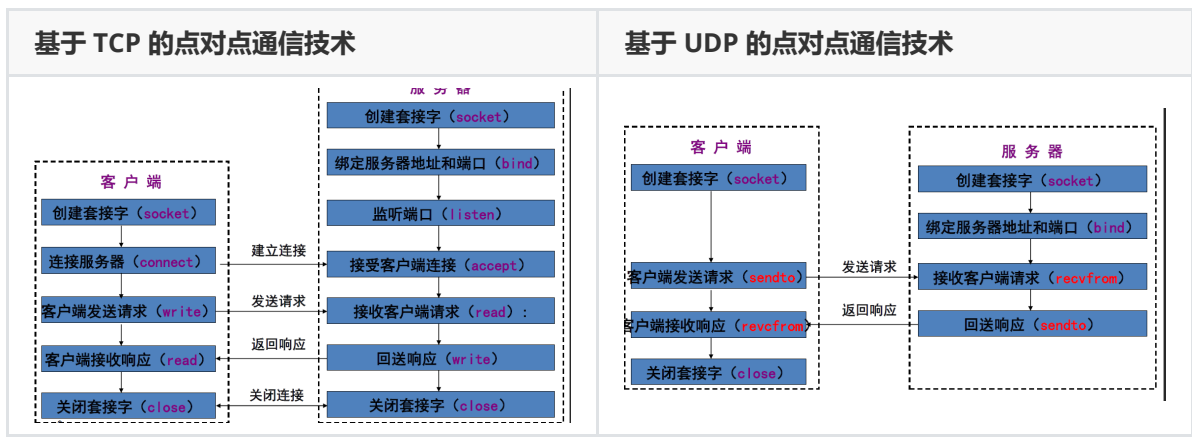 基于 TCP 的点对点通信技术
服务器
创建套接字（socket）
绑定服务器地址和端口（bind）
监听端口（listen）
接受客户端连接（accept）
接收客户端请求（read）：
回送响应（write）
关闭套接字（close）
客户端
创建套接字（socket）
连接服务器（connect）
客户端发送请求（write）
客户端接收响应（read）
关闭套接字（close）
建立连接
发送请求
返回响应
关闭连接
基于 UDP 的点对点通信技术
客户端
创建套接字（socket）
客户端发送请求（sendto）
客户端接收响应（revcfrom）
关闭套接字（close）
发送请求
返回响应
服务器
创建套接字（socket）
绑定服务器地址和端口（bind）
接收客户端请求（recvfrom）
回送响应（sendto）